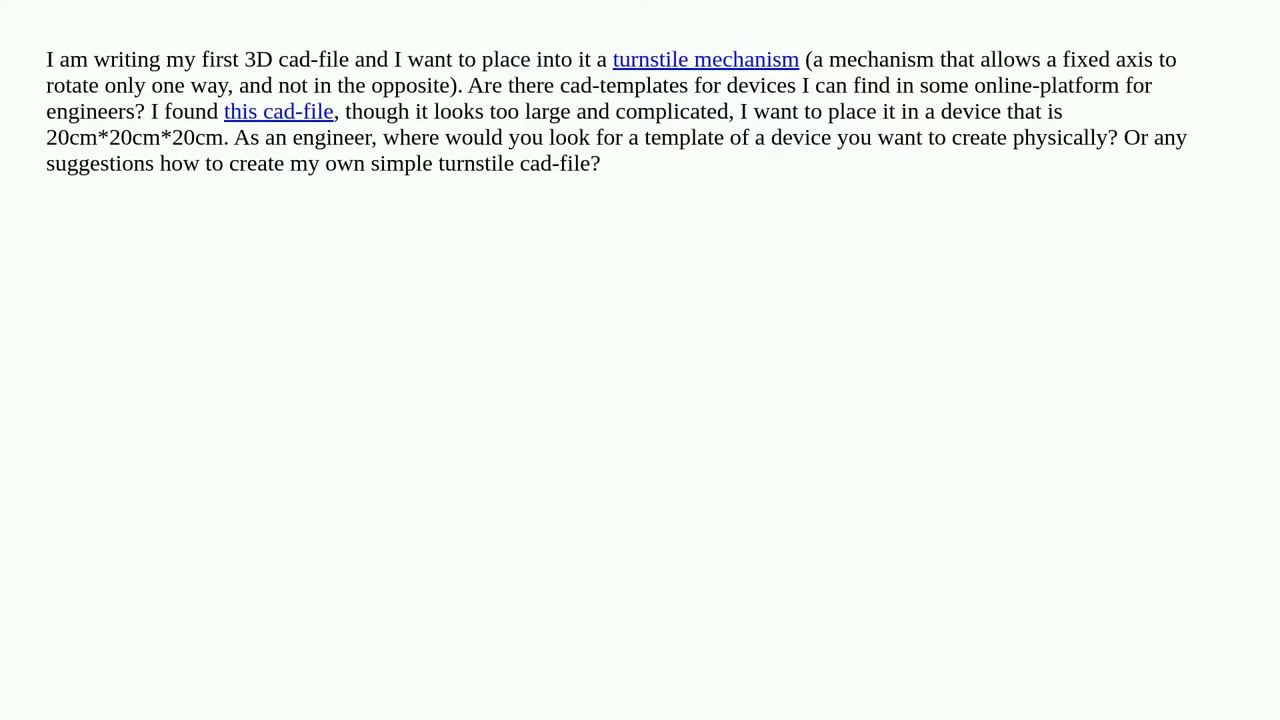 I am writing my first 3D cad-file and I want to place into it a turnstile mechanism (a mechanism that allows a fixed axis to
rotate only one way, and not in the opposite). Are there cad-templates for devices I can find in some online-platform for
engineers? I found this cad-file, though it looks too large and complicated, I want to place it in a device that is
20cm*20cm*20cm. As an engineer, where would you look for a template of a device you want to create physically? Or any
suggestions how to create my own simple turnstile cad-file?